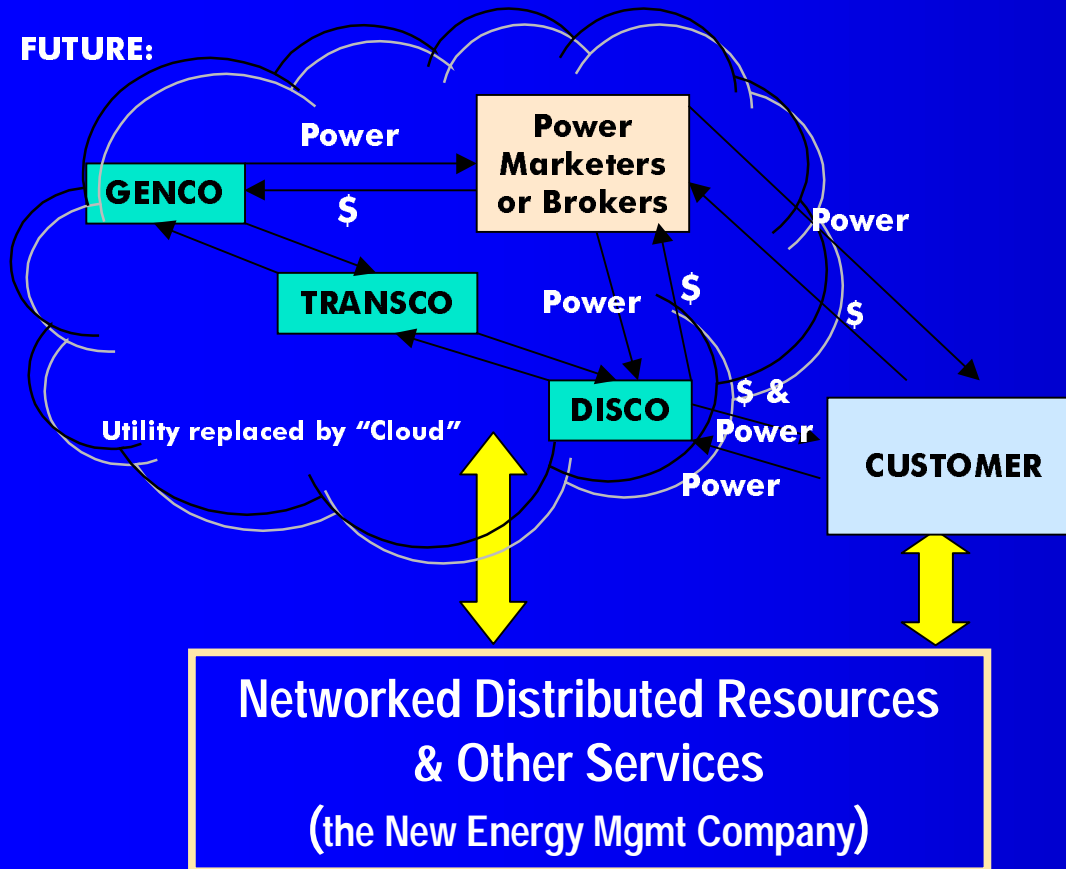 FUTURE:
Power
Power
Marketers
or Brokers
GENCO
$
Power
TRANSCO
Power
$
$
DISCO
$ &
Power
Utility replaced by “Cloud”
Power
CUSTOMER
Networked Distributed Resources
& Other Services
(the New Energy Mgmt Company)